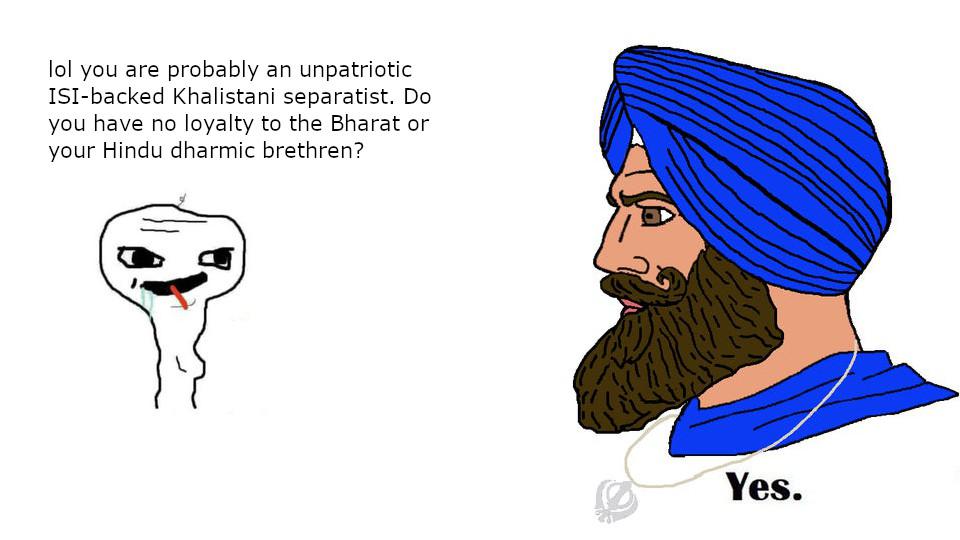 lol you are probably an unpatriotic
ISI-backed Khalistani separatist. Do
you have no loyalty to the Bharat or
your Hindu dharmic brethren?
Yes.